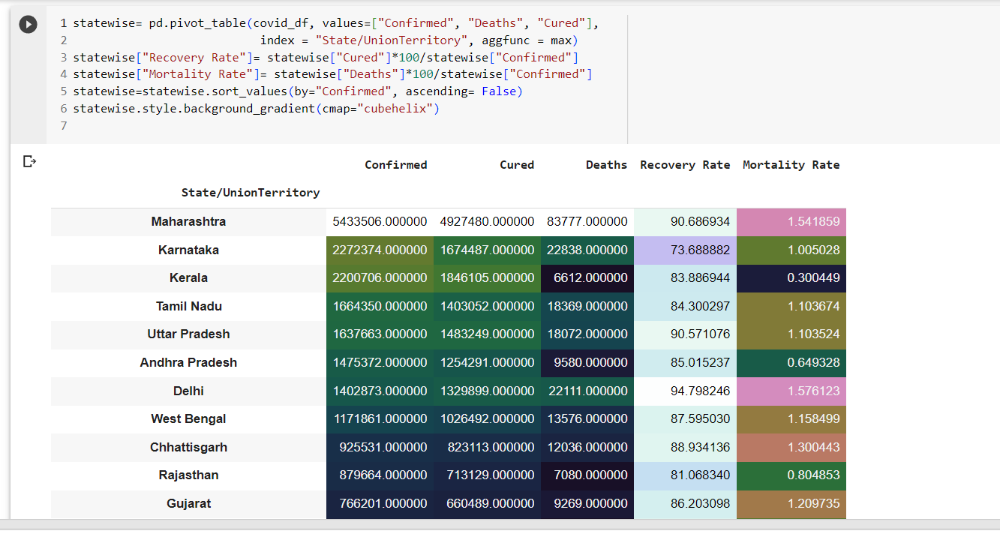 1 statewise= pd.pivot_table(covid_df, values=["Confirmed", "Deaths", "Cured"],
2 index = "State/UnionTerritory", aggfunc = max)
3 statewise["Recovery Rate"]= statewise["Cured"]*100/statewise["Confirmed"]
4 statewise["Mortality Rate"]= statewise["Deaths"]*100/statewise["Confirmed"]
5 statewise=statewise.sort_values(by="Confirmed", ascending= False)
6 statewise.style.background_gradient(cmap="cubehelix")
7
Confirmed Cured Deaths Recovery Rate Mortality Rate
State/UnionTerritory
Maharashtra 5433506.000000 4927480.000000 83777.000000 90.686934 1.541859
Karnataka 2272374.000000 1674487.000000 22838.000000 73.688882 1.005028
Kerala 2200706.000000 1846105.000000 6612.000000 83.886944 0.300449
Tamil Nadu 1664350.000000 1403052.000000 18369.000000 84.300297 1.103674
Uttar Pradesh 1637663.000000 1483249.000000 18072.000000 90.571076 1.103524
Andhra Pradesh 1475372.000000 1254291.000000 9580.000000 85.015237 0.649328
Delhi 1402873.000000 1329899.000000 22111.000000 94.798246 1.576123
West Bengal 1171861.000000 1026492.000000 13576.000000 87.595030 1.158499
Chhattisgarh 925531.000000 823113.000000 12036.000000 88.934136 1.300443
Rajasthan 879664.000000 713129.000000 7080.000000 81.068340 0.804853
Gujarat 766201.000000 660489.000000 9269.000000 86.203098 1.209735